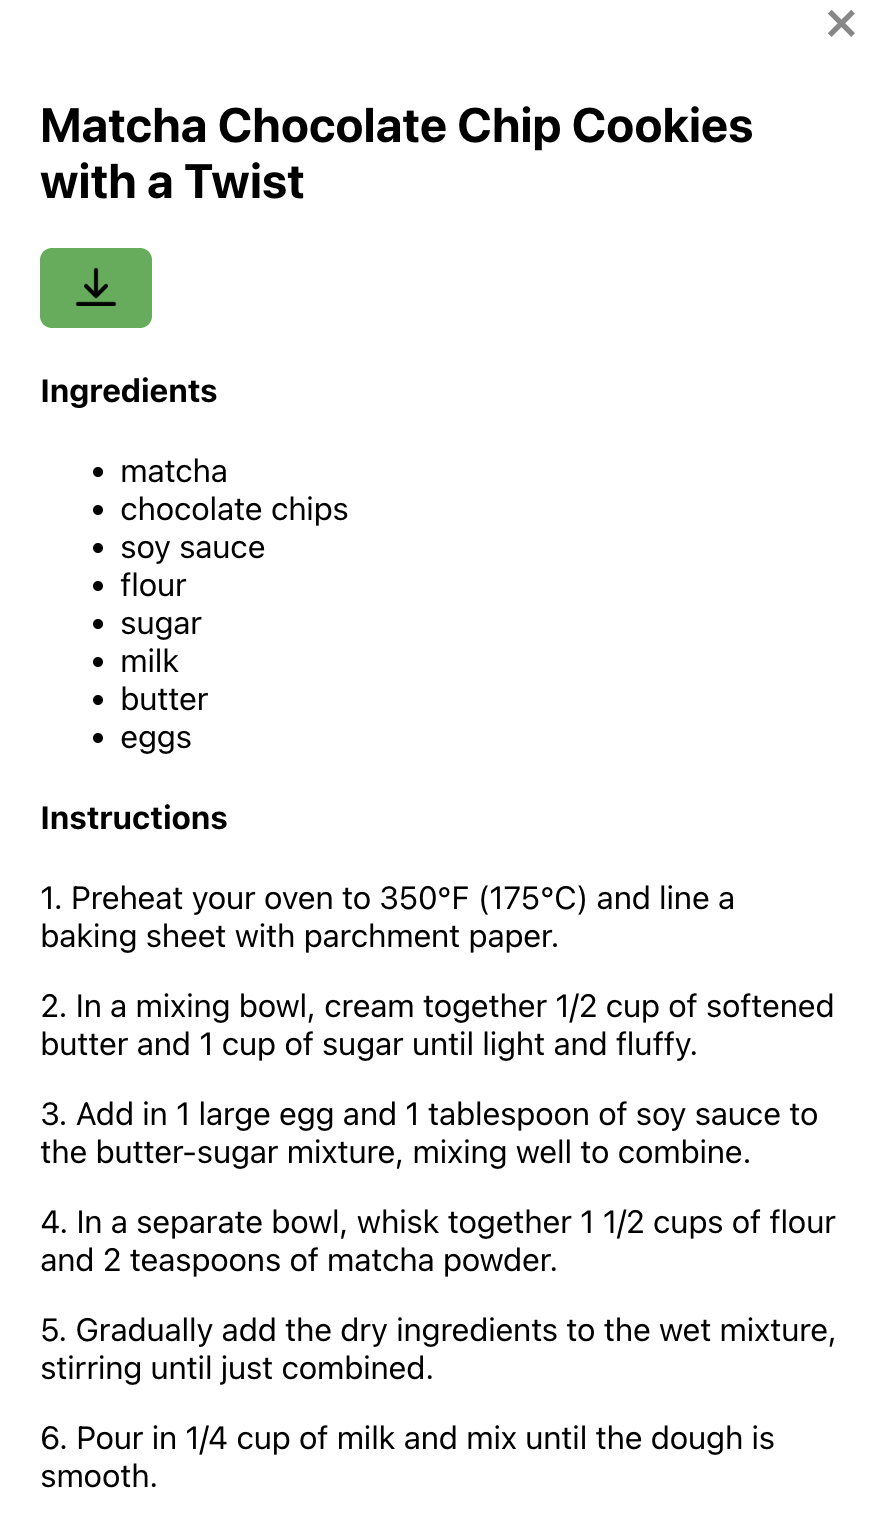 Matcha Chocolate Chip Cookies
with a Twist
Ingredients
• matcha
• chocolate chips
• soy sauce
• flour
• sugar
• milk
• butter
• eggs
Instructions
1. Preheat your oven to 350°F (175°C) and line a
baking sheet with parchment paper.
2. In a mixing bowl, cream together 1/2 cup of softened
butter and 1 cup of sugar until light and fluffy.
3. Add in 1 large egg and 1 tablespoon of soy sauce to
the butter-sugar mixture, mixing well to combine.
4. In a separate bowl, whisk together 1 1/2 cups of flour
and 2 teaspoons of matcha powder.
5. Gradually add the dry ingredients to the wet mixture,
stirring until just combined.
6. Pour in 1/4 cup of milk and mix until the dough is
smooth.